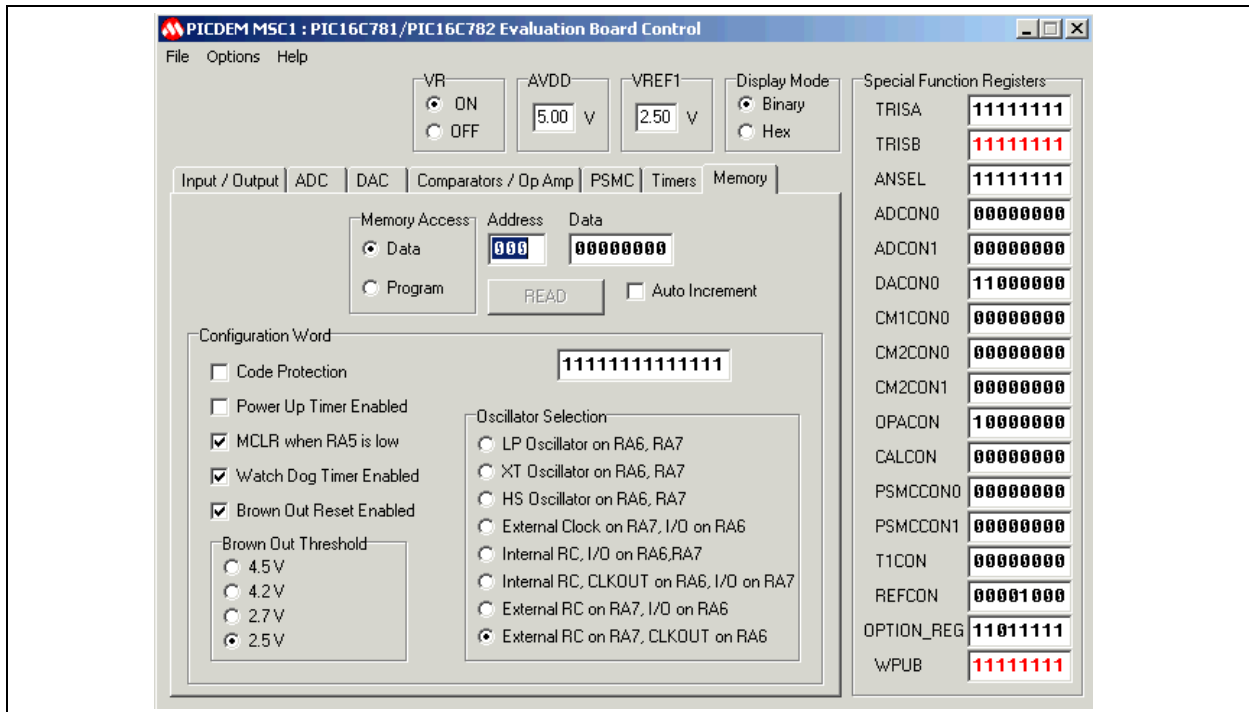 PICDEM MSC1 : PIC16C781/PIC16C782 Evaluation Board Control
File Options Help
VR
ON
OFF
AVDD
5.00 V
VREF1
2.50 V
Display Mode
Binary
Hex
Input / Output ADC DAC Comparators / Op Amp PSMC Timers Memory
Memory Access
Data
Program
Address
000
Data
00000000
READ
Auto Increment
Configuration Word
11111111111111
Code Protection
Power Up Timer Enabled
MCLR when RA5 is low
Watch Dog Timer Enabled
Brown Out Reset Enabled
Brown Out Threshold
4.5 V
4.2 V
2.7 V
2.5 V
Oscillator Selection
LP Oscillator on RA6, RA7
XT Oscillator on RA6, RA7
HS Oscillator on RA6, RA7
External Clock on RA7, I/O on RA6
Internal RC, I/O on RA6,RA7
Internal RC, CLKOUT on RA6, I/O on RA7
External RC on RA7, I/O on RA6
External RC on RA7, CLKOUT on RA6
Special Function Registers
TRISA 11111111
TRISB 11111111
ANSEL 11111111
ADCON0 00000000
ADCON1 00000000
DACON0 11000000
CM1CON0 00000000
CM2CON0 00000000
CM2CON1 00000000
OPACON 10000000
CALCON 00000000
PSMCCON0 00000000
PSMCCON1 00000000
T1CON 00000000
REFCON 00001000
OPTION_REG 11011111
WPUB 11111111